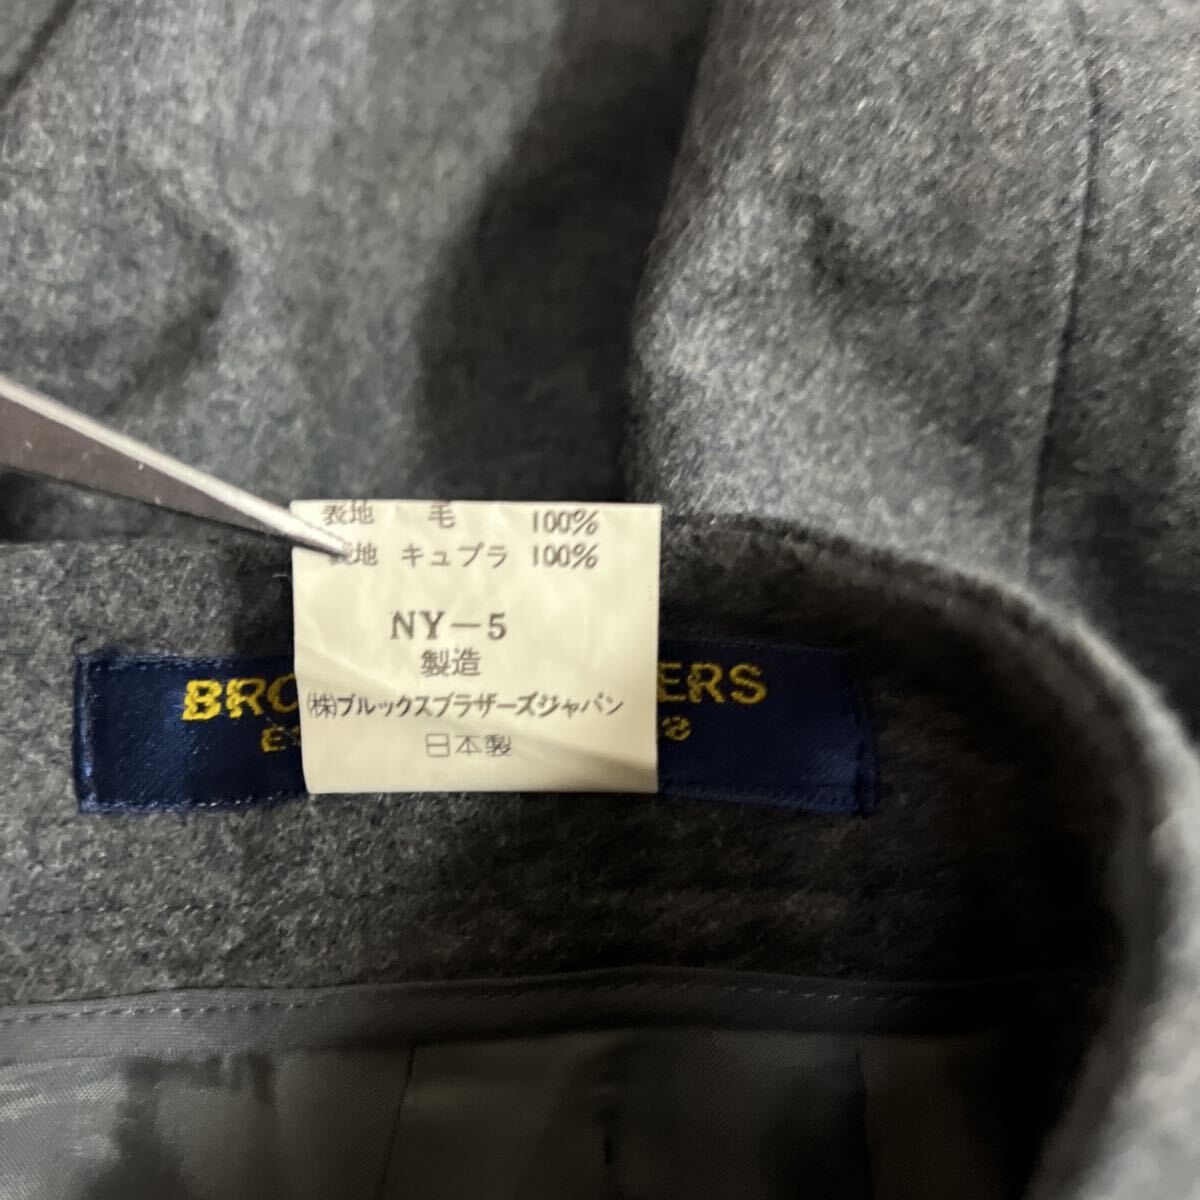 表地 毛 100%
地 キュプラ 100%
NY−5
製造
(株)ブルックスブラザーズジャパン
日本製
BRO ERS